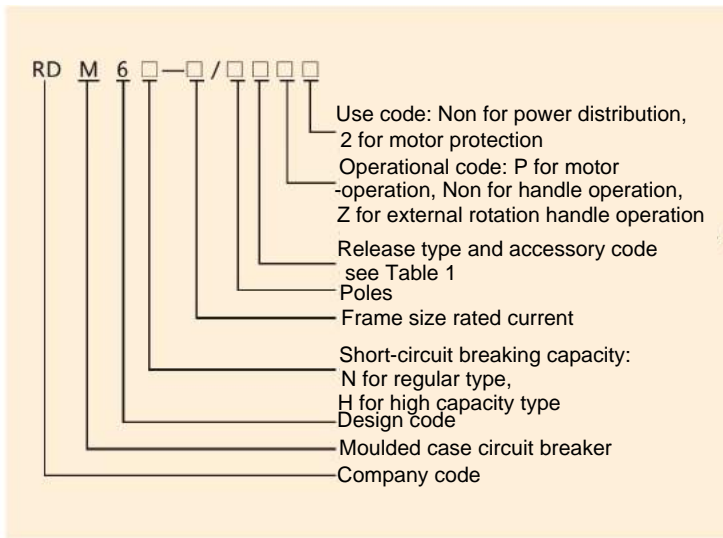 RD M 6 □—□/□□□□
Use code: Non for power distribution,
2 for motor protection
Operational code: P for motor
-operation, Non for handle operation,
Z for external rotation handle operation
Release type and accessory code
see Table 1
Poles
Frame size rated current
Short-circuit breaking capacity:
N for regular type,
H for high capacity type
Design code
Moulded case circuit breaker
Company code